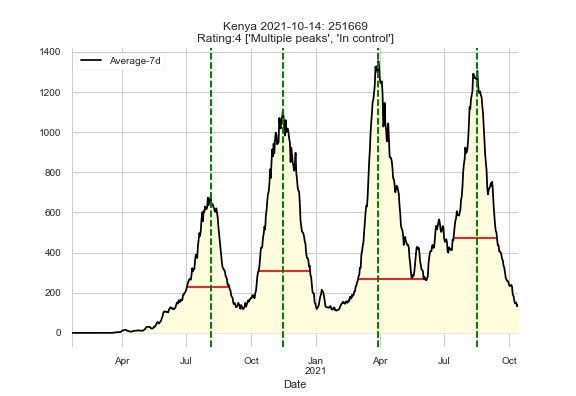 Kenya 2021-10-14: 251669
Rating:4 ['Multiple peaks', 'In control']
1400
Average-7d
1200
1000
800
600
400
200
0
Apr Jul Oct Jan Apr Jul Oct
2021
Date